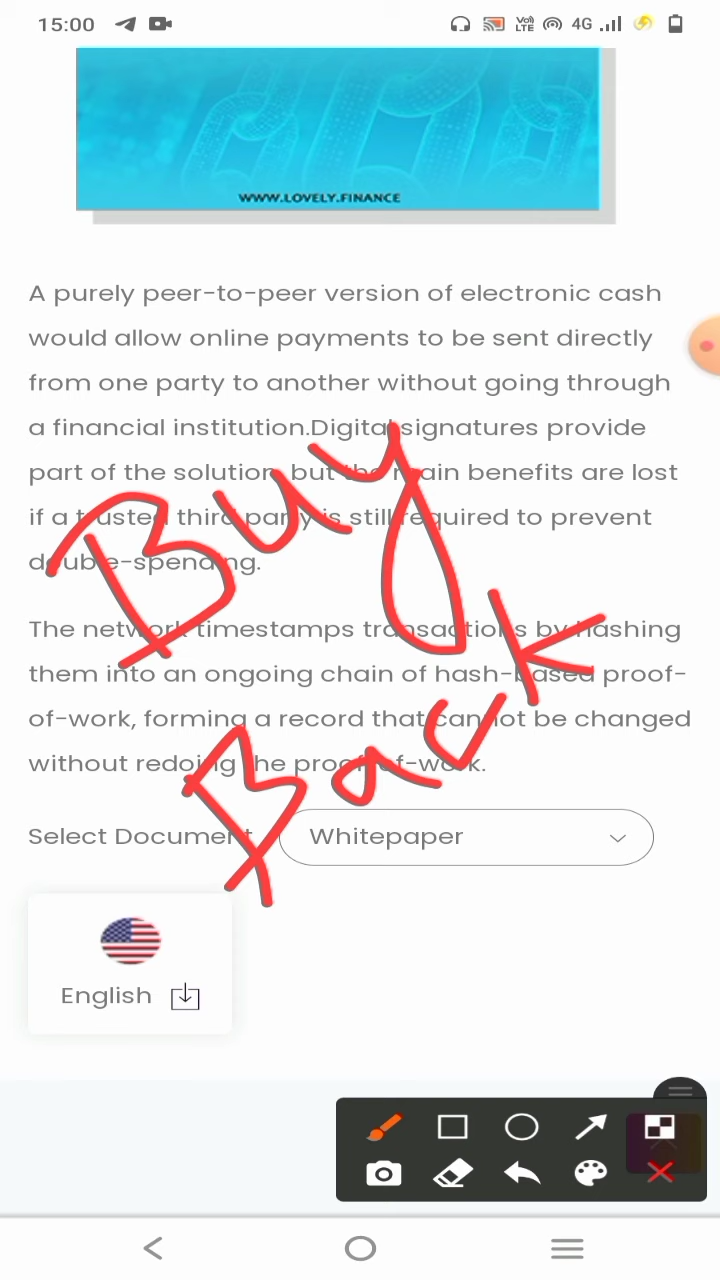 15:00
Vo)) LTE 4G
WWW.LOVELY.FINANCE
A purely peer-to-peer version of electronic cash
would allow online payments to be sent directly
from one party to another without going through
a financial institution.Digital signatures provide
part of the solution, but the main benefits are lost
if a trusted third party is still required to prevent
double-spending.
Buy
The network timestamps transactions by hashing
them into an ongoing chain of hash-based proof-
of-work, forming a record that cannot be changed
without redoing the proof-of-work.
Back
Select Document
Whitepaper
English